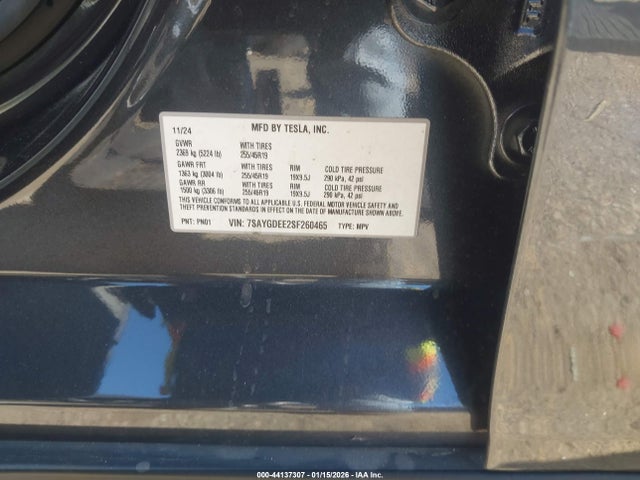 11/24 MFD BY TESLA, INC.
GVWR WITH TIRES
2369 kg (5224 lb) 255/45R19
GAWR FRT WITH TIRES RIM COLD TIRE PRESSURE
1363 kg (3004 lb) 255/45R19 19X9.5J 290 kPa, 42 psi
GAWR RR WITH TIRES RIM COLD TIRE PRESSURE
1500 kg (3306 lb) 255/45R19 19X9.5J 290 kPa, 42 psi
THIS VEHICLE CONFORMS TO ALL APPLICABLE U.S. FEDERAL MOTOR VEHICLE SAFETY
AND THEFT PREVENTION STANDARDS IN EFFECT ON THE DATE OF MANUFACTURE SHOWN ABOVE.
PNT: PN01 VIN: 7SAYGDEE2SF260465 TYPE: MPV
000-44137307 - 01/15/2026 - IAA Inc.